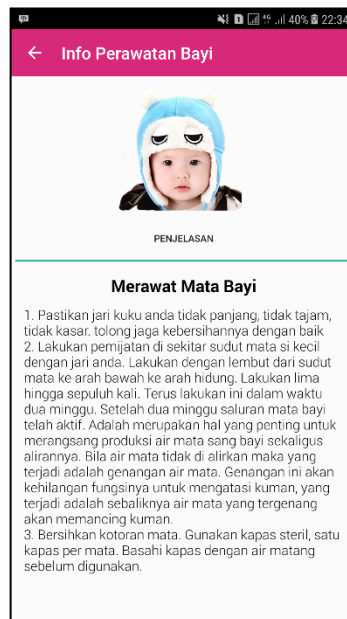 40% 22:34
Info Perawatan Bayi
PENJELASAN
Merawat Mata Bayi
1. Pastikan jari kuku anda tidak panjang, tidak tajam,
tidak kasar. tolong jaga kebersihannya dengan baik
2. Lakukan pemijatan di sekitar sudut mata si kecil
dengan jari anda. Lakukan dengan lembut dari sudut
mata ke arah bawah ke arah hidung. Lakukan lima
hingga sepuluh kali. Terus lakukan ini dalam waktu
dua minggu. Setelah dua minggu saluran mata bayi
telah aktif. Adalah merupakan hal yang penting untuk
merangsang produksi air mata sang bayi sekaligus
alirannya. Bila air mata tidak di alirkan maka yang
terjadi adalah genangan air mata. Genangan ini akan
kehilangan fungsinya untuk mengatasi kuman, yang
terjadi adalah sebaliknya air mata yang tergenang
akan memancing kuman.
3. Bersihkan kotoran mata. Gunakan kapas steril, satu
kapas per mata. Basahi kapas dengan air matang
sebelum digunakan.